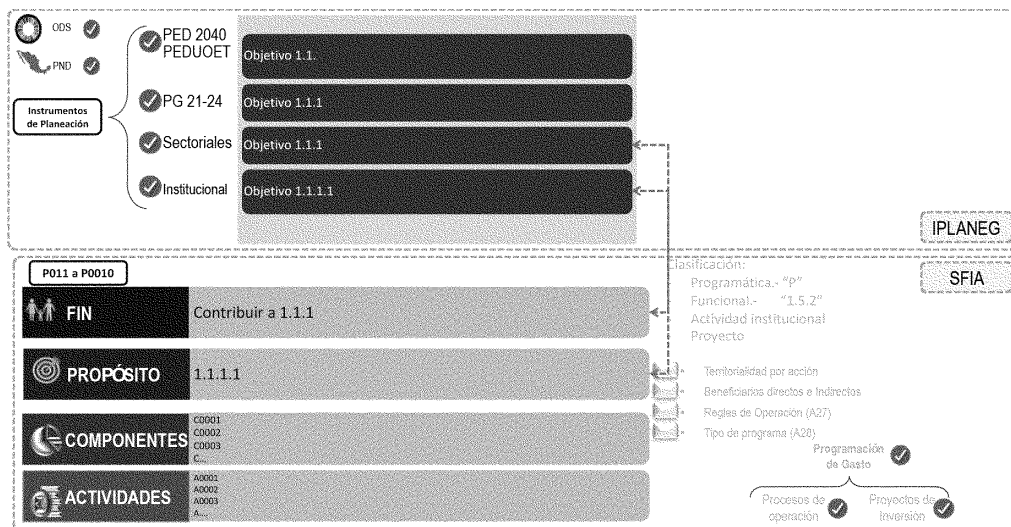 ODS
PND
Instrumentos
de Planeación
PED 2040
PEDUOET
Objetivo 1.1.
PG 21-24
Objetivo 1.1.1
Sectoriales
Objetivo 1.1.1
Institucional
Objetivo 1.1.1.1
IPLANEG
P011 a P0010
SFIA
Clasificación:
Programática.- “P”
Funcional.- “1.5.2”
Actividad institucional
Proyecto
FIN
Contribuir a 1.1.1
PROPÓSITO
1.1.1.1
Territorialidad por acción
Beneficiarios directos e Indirectos
Reglas de Operación (A27)
Tipo de programa (A28)
COMPONENTES
C0001
C0002
C0003
C...
ACTIVIDADES
A0001
A0002
A0003
A...
Programación
de Gasto
Procesos de
operación
Proyectos de
Inversión